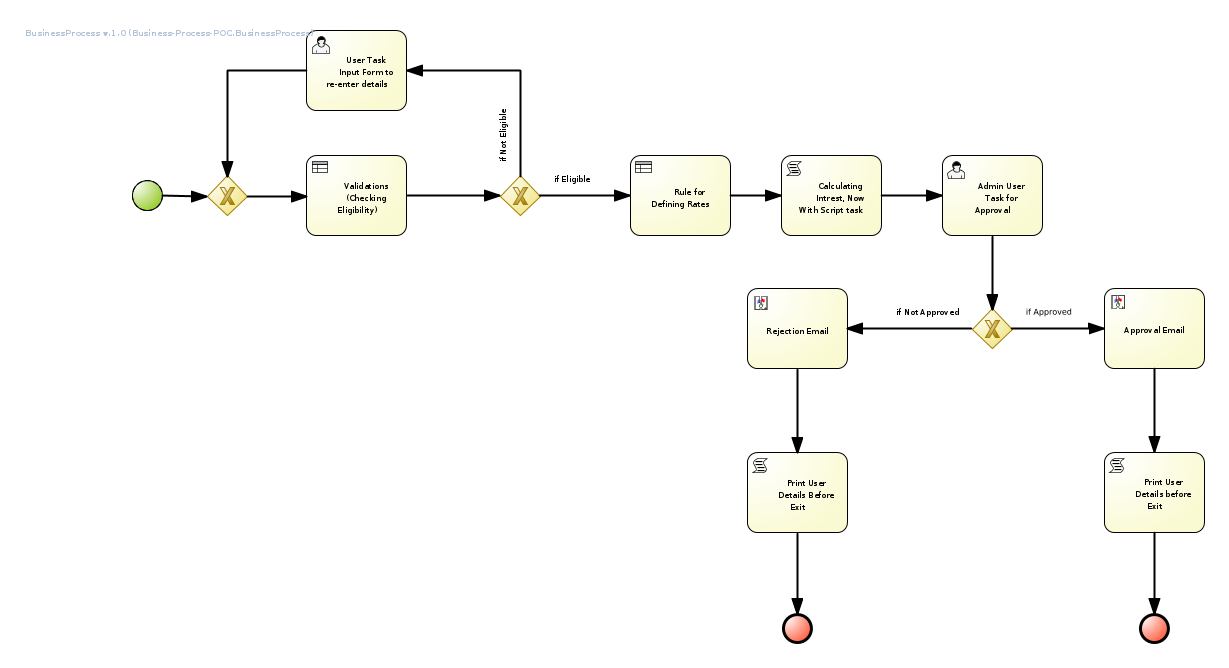 BusinessProcess v.1.0 (Business-Process-POC.BusinessProcess)
User Task
Input Form to
re-enter details
if Not Eligible
Validations
(Checking
Eligibility)
if Eligible
Rule for
Defining Rates
Calculating
Intrest, Now
With Script task
Admin User
Task for
Approval
Rejection Email
if Not Approved
if Approved
Approval Email
Print User
Details Before
Exit
Print User
Details before
Exit